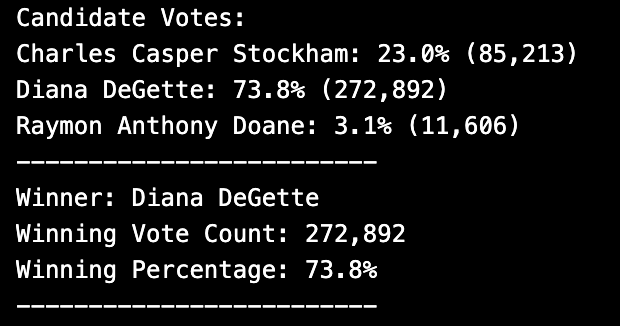 Candidate Votes:
Charles Casper Stockham: 23.0% (85,213)
Diana DeGette: 73.8% (272,892)
Raymon Anthony Doane: 3.1% (11,606)
-------------------------
Winner: Diana DeGette
Winning Vote Count: 272,892
Winning Percentage: 73.8%
-------------------------